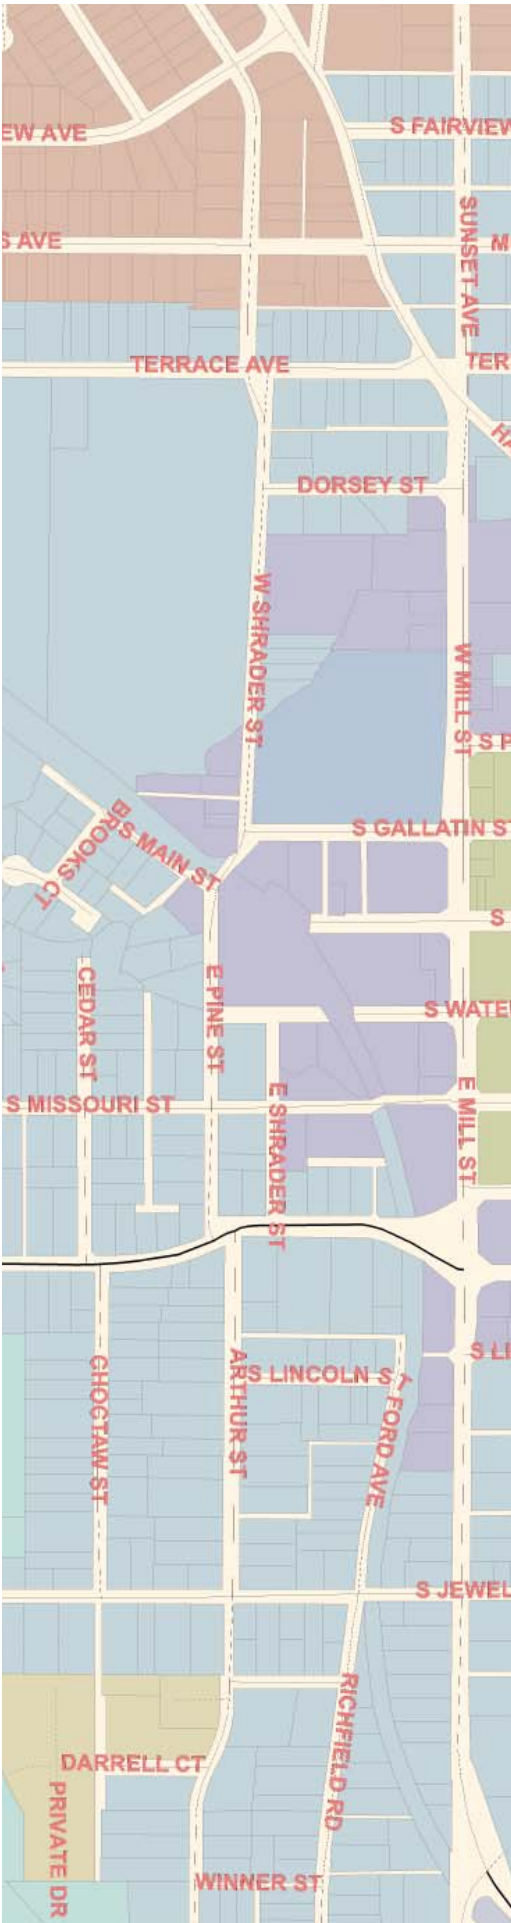 EW AVE
S FAIRVIEW
S AVE
SUNSET AVE
M
TERRACE AVE
TER
HA
DORSEY ST
W SHRADER ST
W MILL ST
S P
S GALLATIN ST
BROOKS CT
S MAIN ST
S
CEDAR ST
E PINE ST
S WATE
E SHRADER ST
E MILL ST
S MISSOURI ST
CHOCTAW ST
ARTHUR ST
S LINCOLN ST
FORD AVE
S LI
S JEWEL
RICHFIELD RD
DARRELL CT
PRIVATE DR
WINNER ST